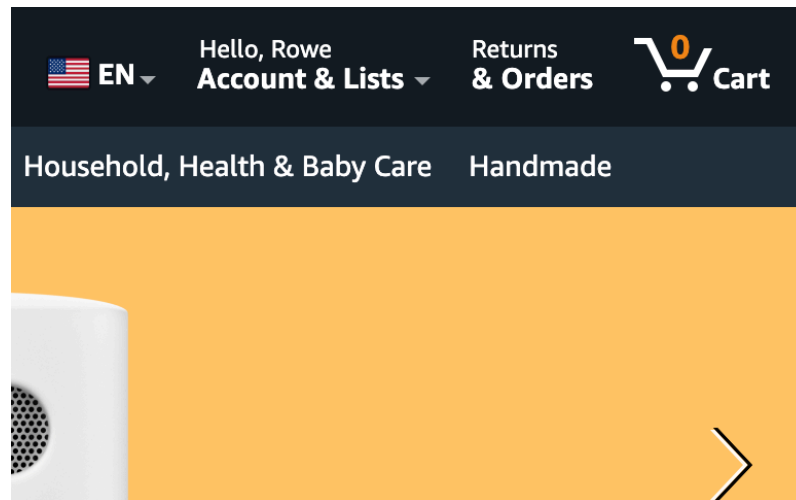 EN
Hello, Rowe
Account & Lists
Returns
& Orders
0
Cart
Household, Health & Baby Care
Handmade